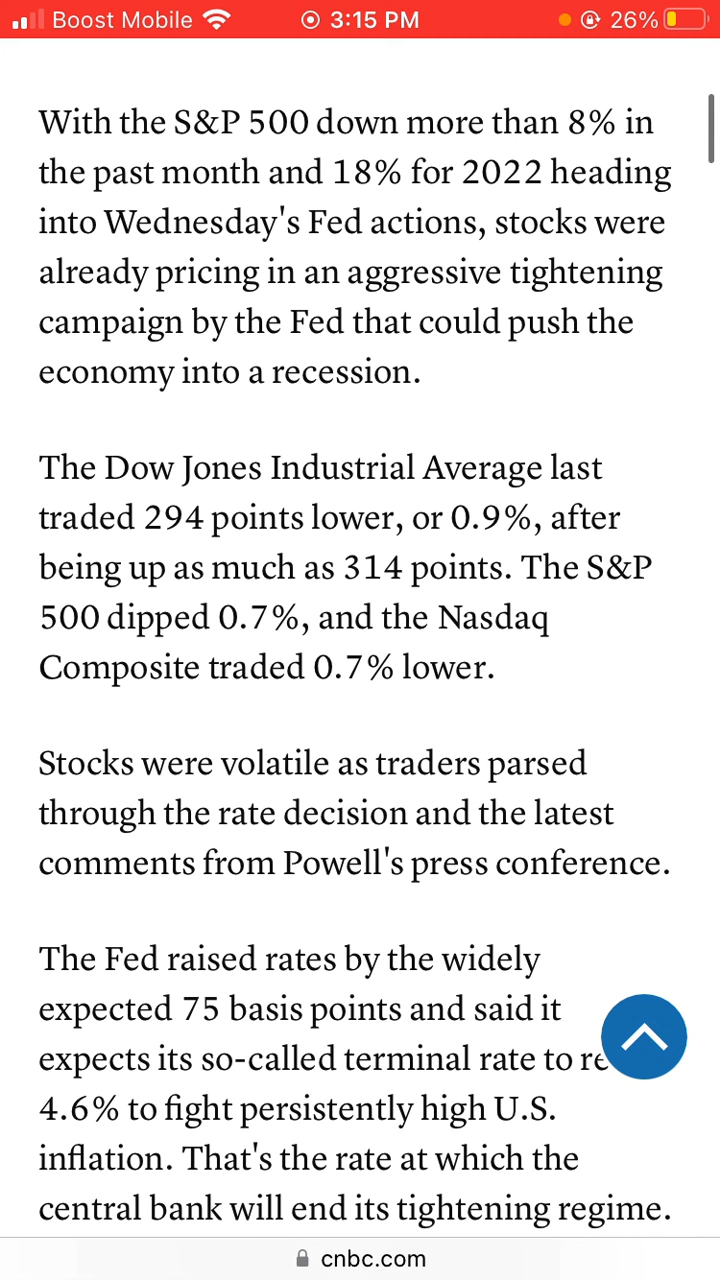 Boost Mobile 3:15 PM 26%
With the S&P 500 down more than 8% in
the past month and 18% for 2022 heading
into Wednesday's Fed actions, stocks were
already pricing in an aggressive tightening
campaign by the Fed that could push the
economy into a recession.
The Dow Jones Industrial Average last
traded 294 points lower, or 0.9%, after
being up as much as 314 points. The S&P
500 dipped 0.7%, and the Nasdaq
Composite traded 0.7% lower.
Stocks were volatile as traders parsed
through the rate decision and the latest
comments from Powell's press conference.
The Fed raised rates by the widely
expected 75 basis points and said it
expects its so-called terminal rate to
4.6% to fight persistently high U.S.
inflation. That's the rate at which the
central bank will end its tightening regime.
cnbc.com